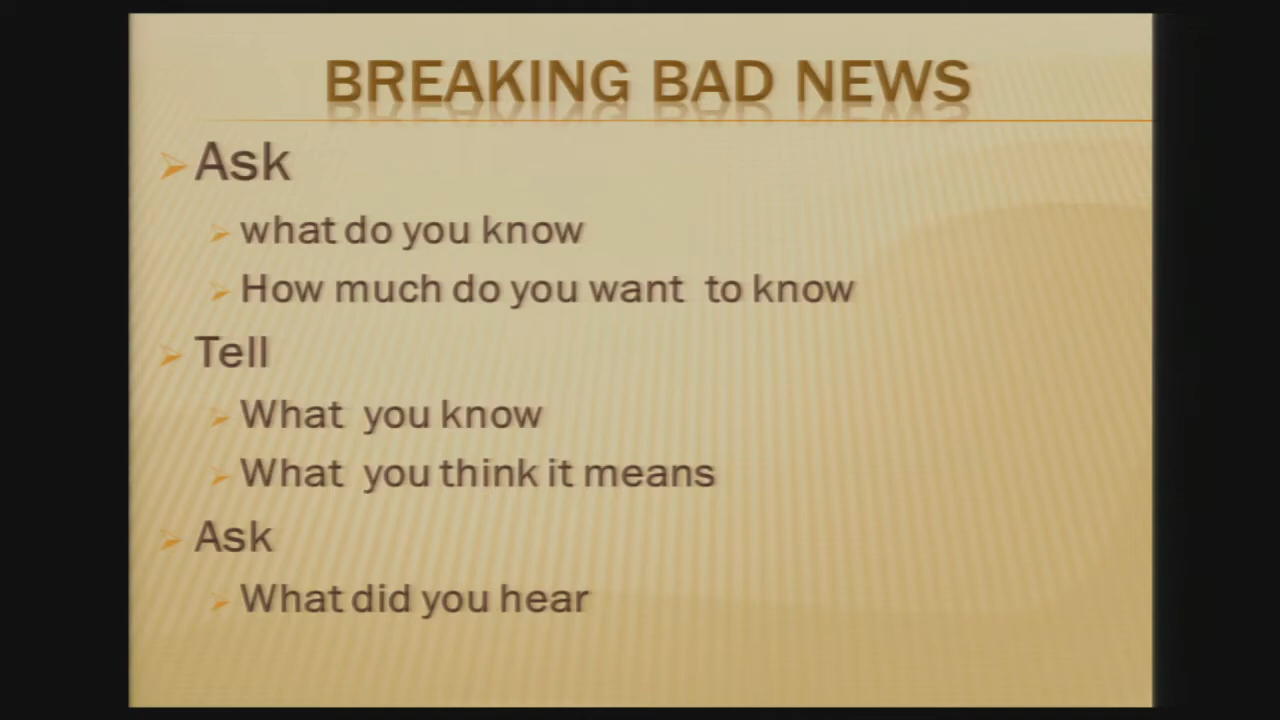 BREAKING BAD NEWS
Ask
what do you know
How much do you want to know
Tell
What you know
What you think it means
Ask
What did you hear